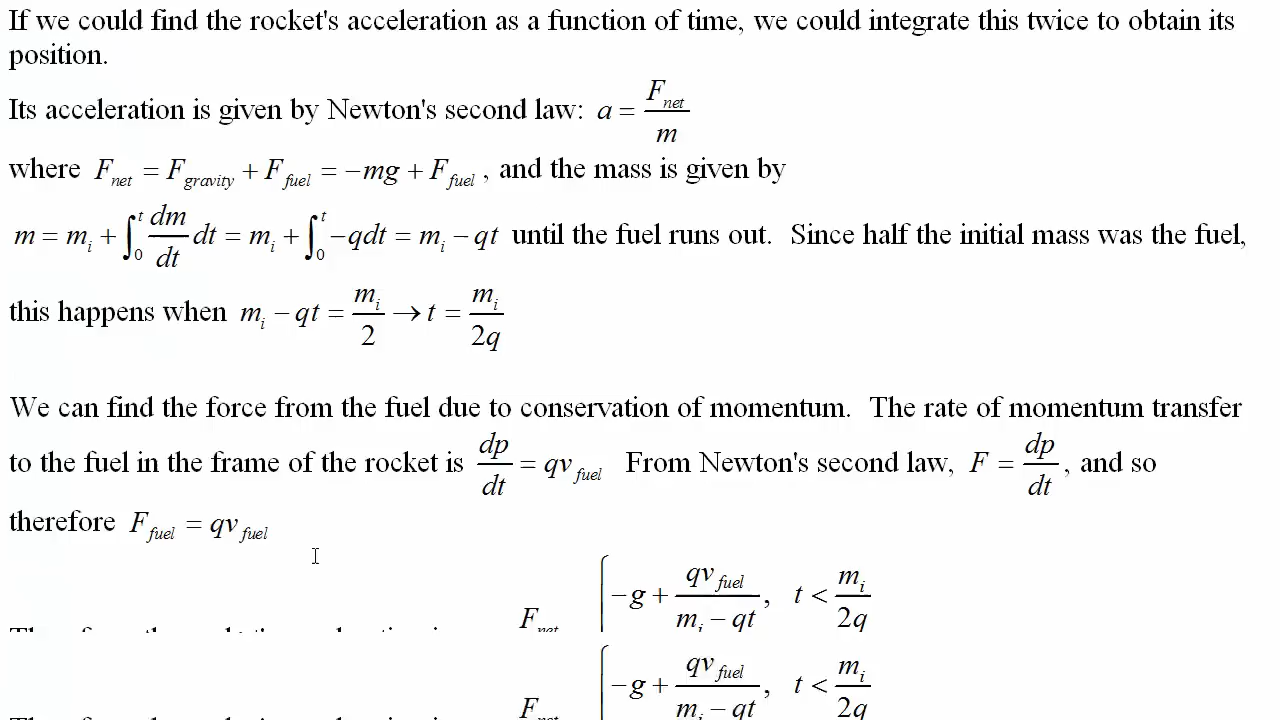 If we could find the rocket's acceleration as a function of time, we could integrate this twice to obtain its
position.
Its acceleration is given by Newton's second law: a = F_net / m
where F_net = F_gravity + F_fuel = −mg + F_fuel , and the mass is given by
m = m_i + ∫_0^t dm/dt dt = m_i + ∫_0^t −qdt = m_i − qt until the fuel runs out. Since half the initial mass was the fuel,
this happens when m_i − qt = m_i/2 → t = m_i/2q
We can find the force from the fuel due to conservation of momentum. The rate of momentum transfer
to the fuel in the frame of the rocket is dp/dt = qv_fuel From Newton's second law, F = dp/dt , and so
therefore F_fuel = qv_fuel
F_net { −g + qv_fuel / m_i − qt , t < m_i/2q
F_net { −g + qv_fuel / m_i − qt , t < m_i/2q